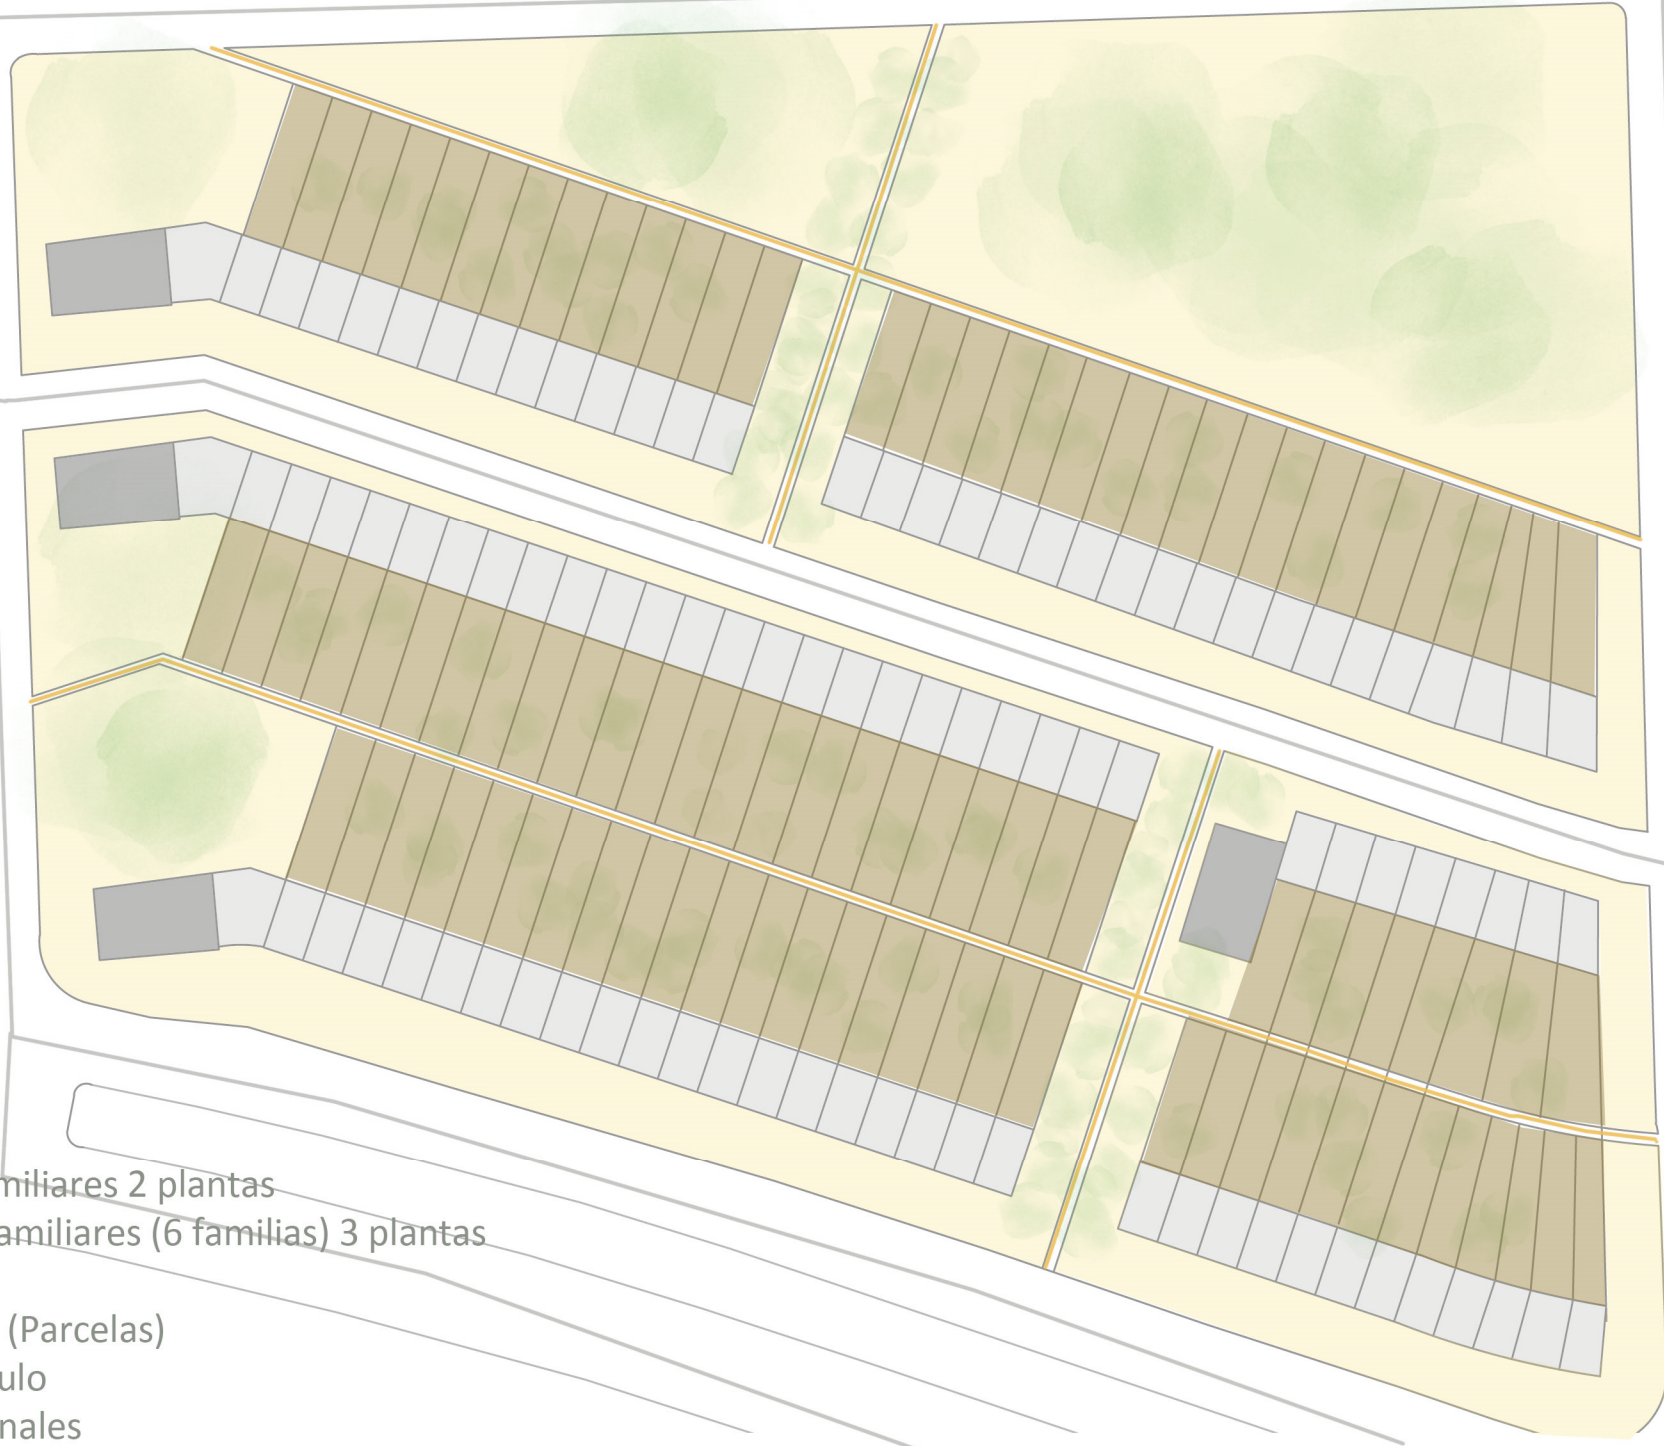 miliares 2 plantas
amiliares (6 familias) 3 plantas
(Parcelas)
ulo
nales